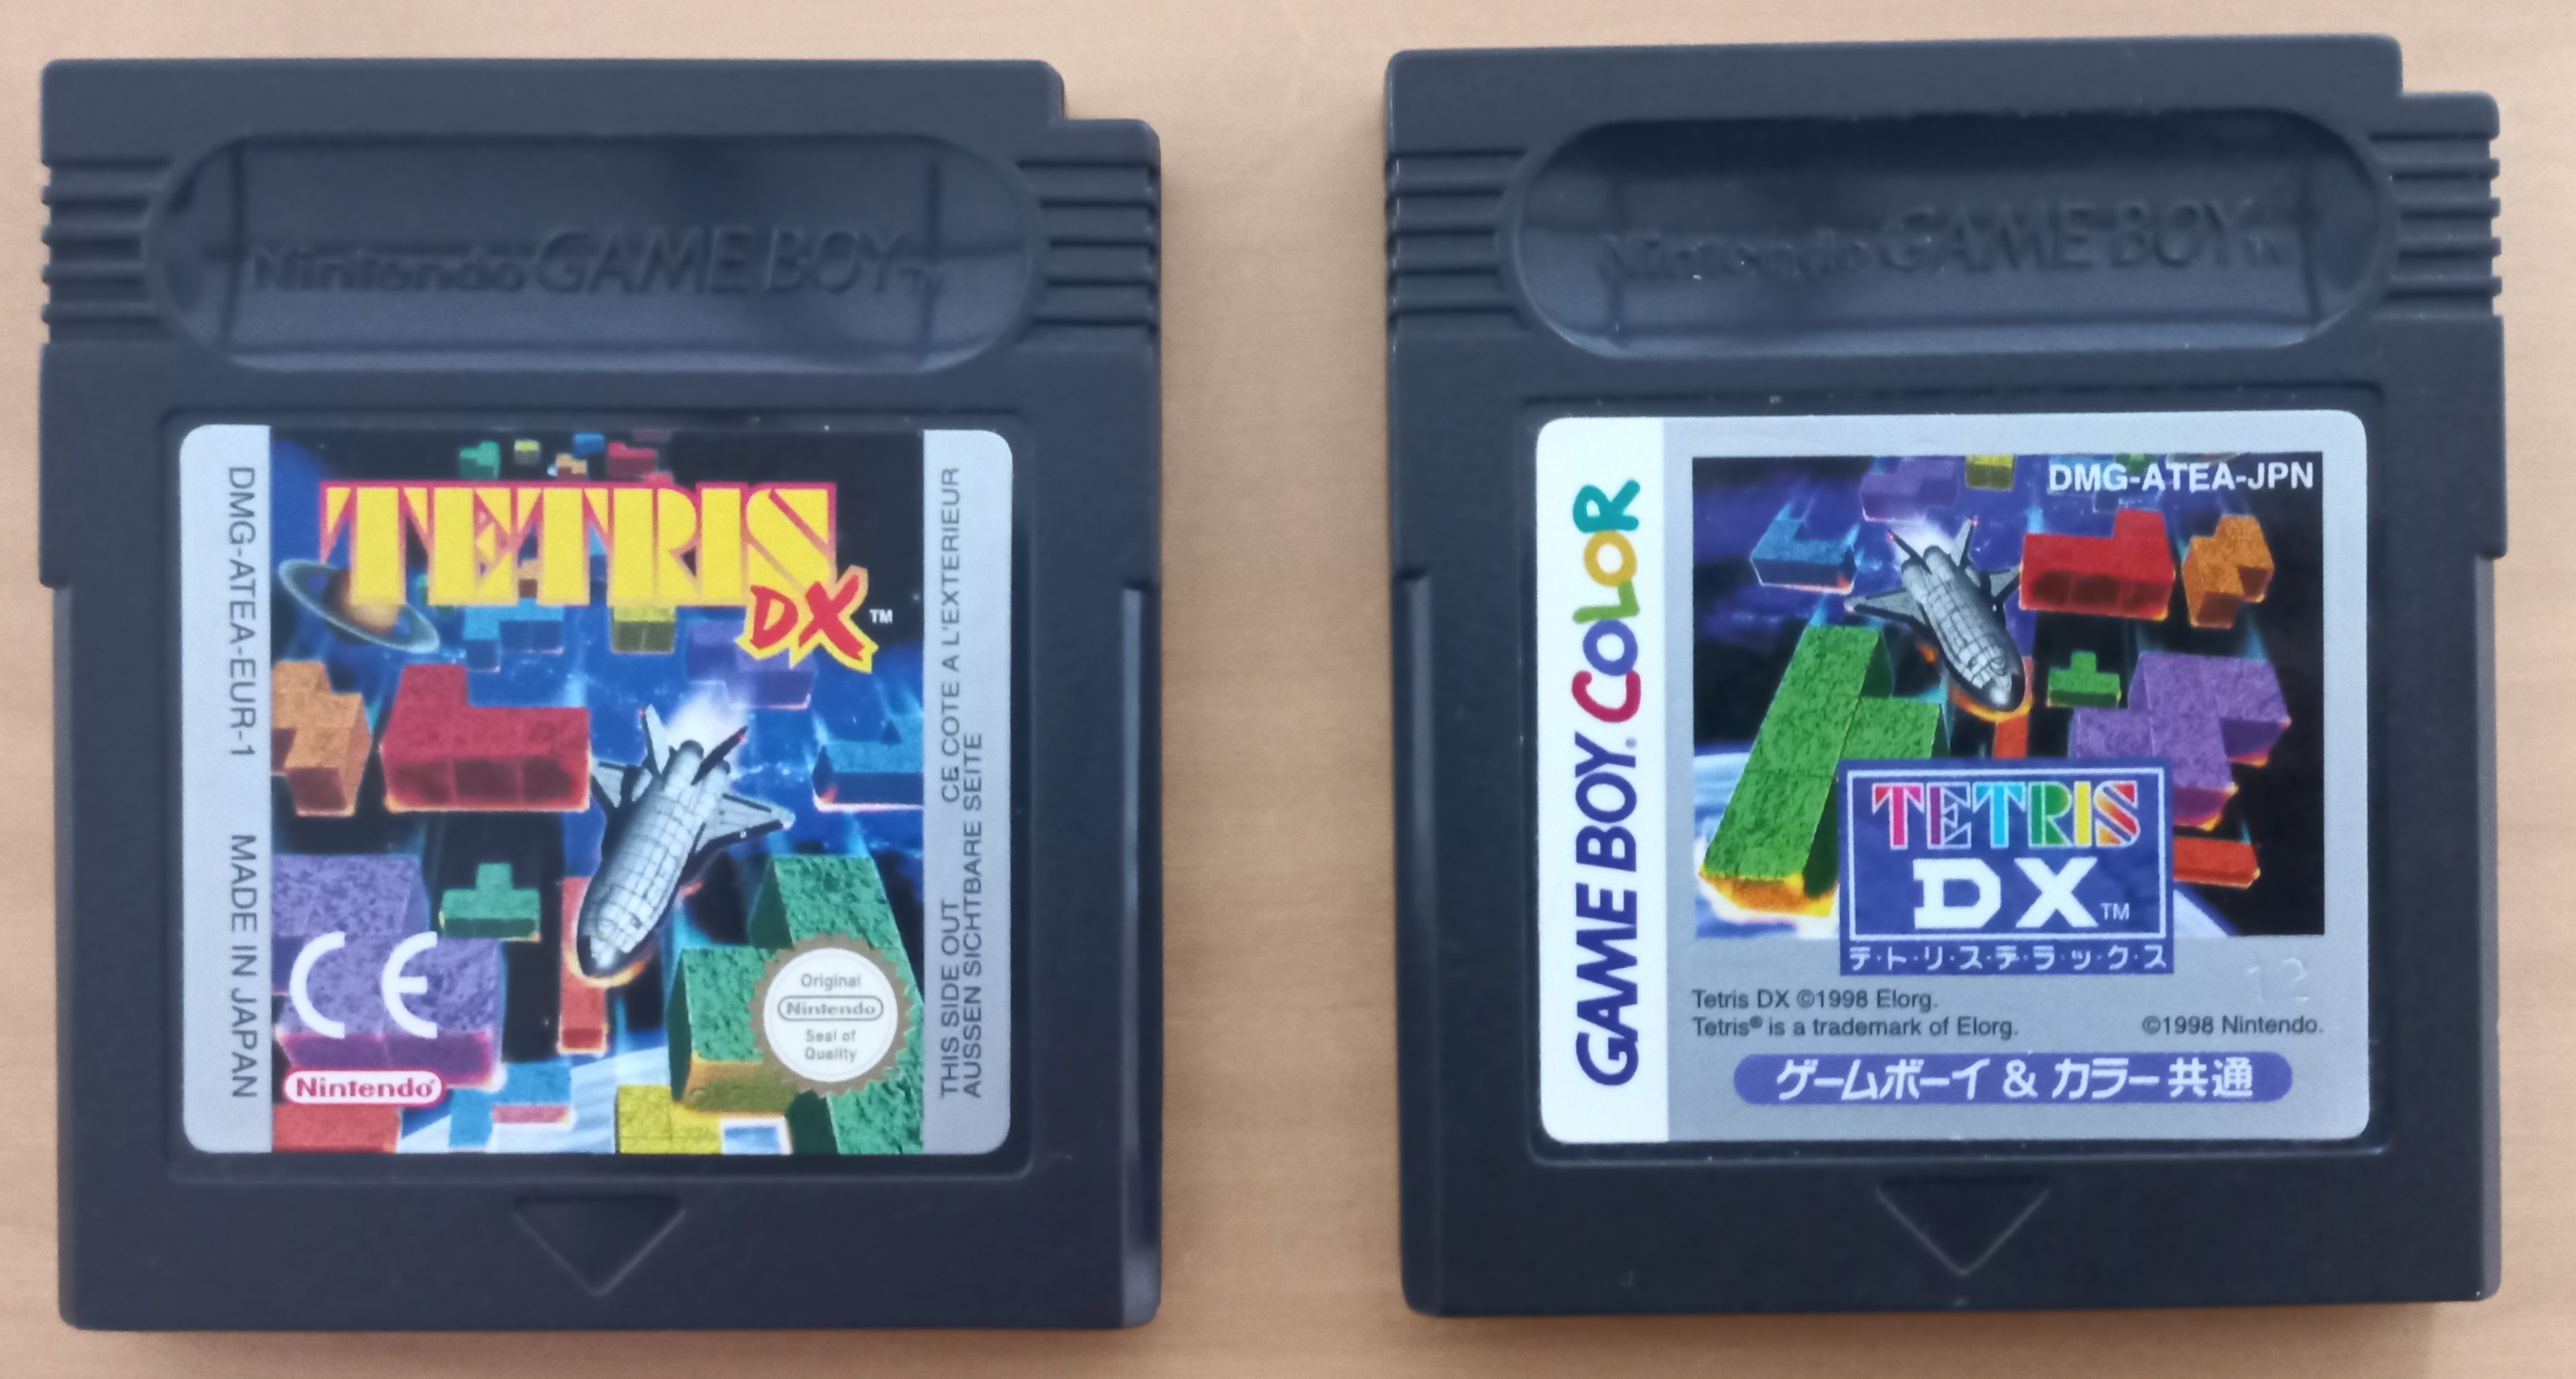 Nintendo GAME BOY TM
DMG-ATEA-EUR-1 MADE IN JAPAN
TETRIS
DX TM
CE
Nintendo
Original
Nintendo
Seal of
Quality
THIS SIDE OUT CE COTE A L'EXTERIEUR
AUSSEN SICHTBARE SEITE
Nintendo GAME BOY TM
GAME BOY. COLOR
DMG-ATEA-JPN
TETRIS
DX TM
テ・ト・リ・ス・デ・ラ・ッ・ク・ス
12
Tetris DX ©1998 Elorg.
Tetris® is a trademark of Elorg.
©1998 Nintendo.
ゲームボーイ & カラー共通